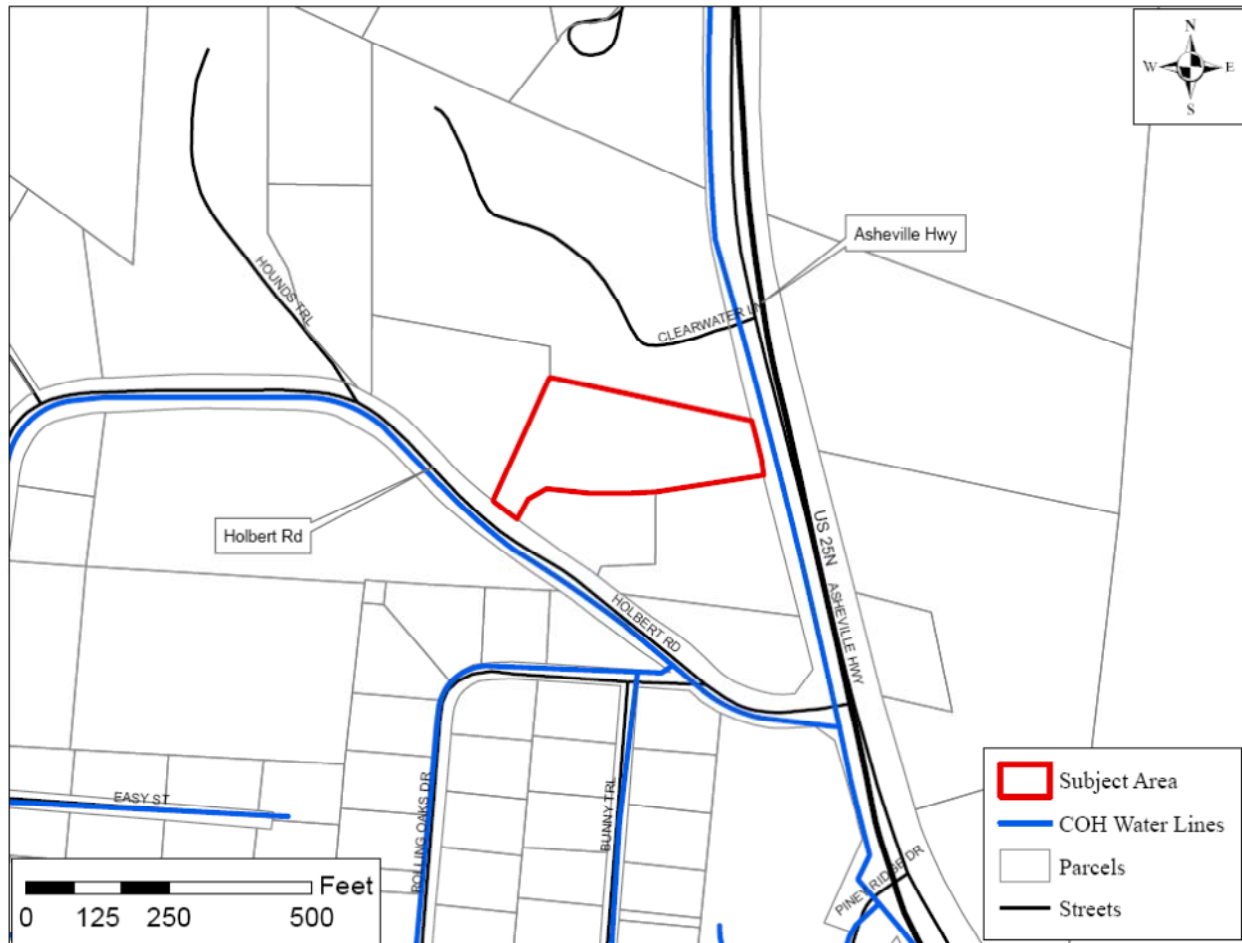 N
W E
S
Asheville Hwy
HOUNDS TRL
CLEARWATER LN
Holbert Rd
US 25N
ASHEVILLE HWY
HOLBERT RD
EASY ST
ROLLING OAKS DR
BUNNY TRL
PINEY RIDGE DR
Subject Area
COH Water Lines
Parcels
Streets
Feet
0 125 250 500